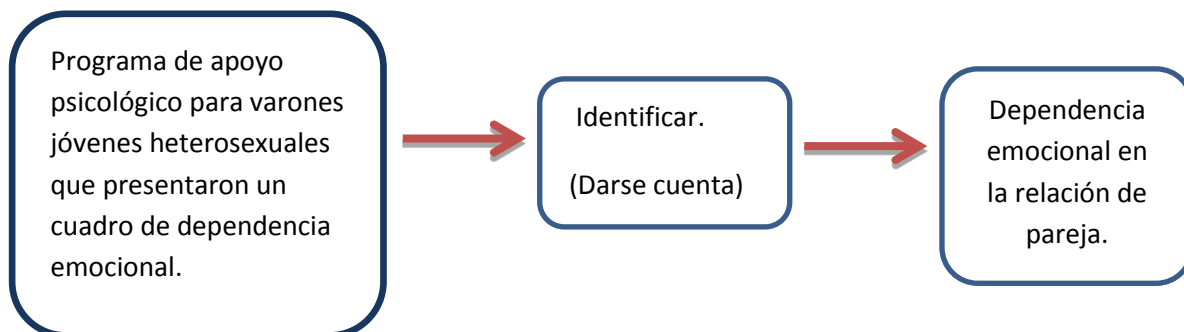 Programa de apoyo
psicológico para varones
jóvenes heterosexuales
que presentaron un
cuadro de dependencia
emocional.
Identificar.
(Darse cuenta)
Dependencia
emocional en
la relación de
pareja.